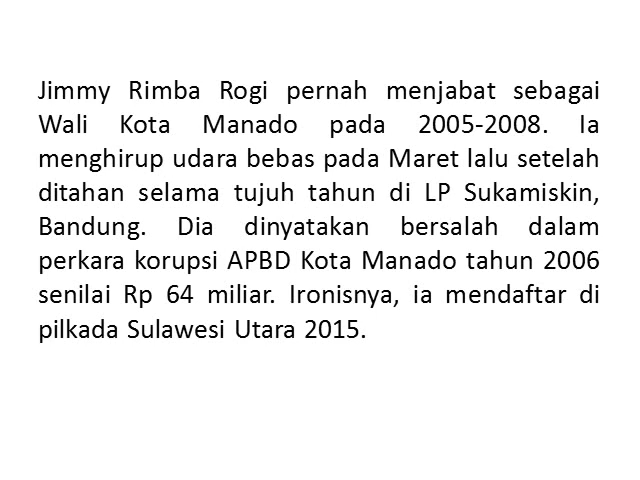 Jimmy Rimba Rogi pernah menjabat sebagai
Wali Kota Manado pada 2005-2008. Ia
menghirup udara bebas pada Maret lalu setelah
ditahan selama tujuh tahun di LP Sukamiskin,
Bandung. Dia dinyatakan bersalah dalam
perkara korupsi APBD Kota Manado tahun 2006
senilai Rp 64 miliar. Ironisnya, ia mendaftar di
pilkada Sulawesi Utara 2015.